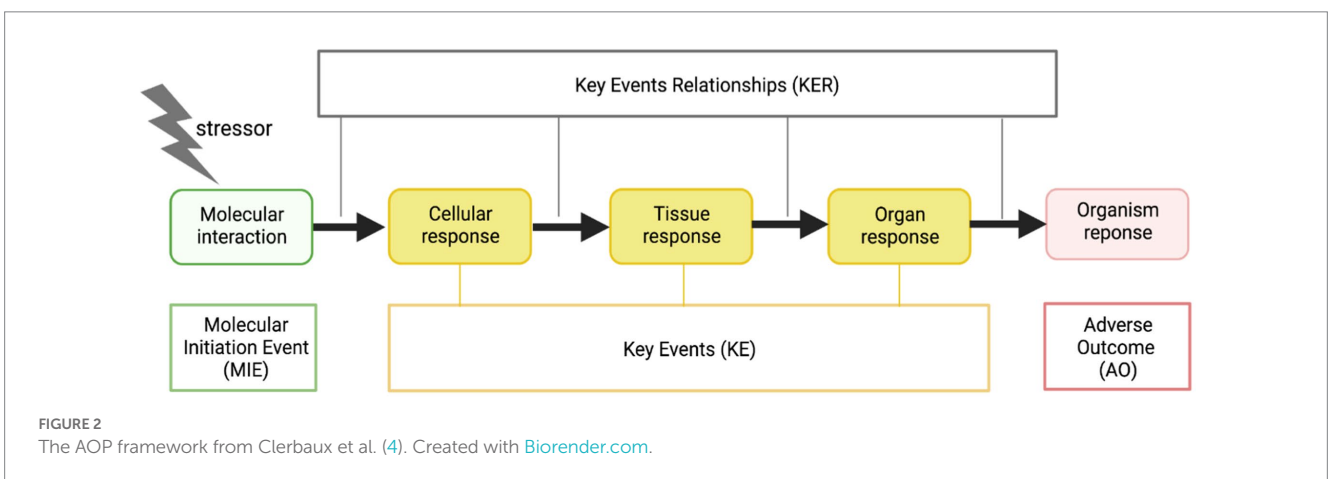 Key Events Relationships (KER)
stressor
Molecular
interaction
Cellular
response
Tissue
response
Organ
response
Organism
reponse
Molecular
Initiation Event
(MIE)
Key Events (KE)
Adverse
Outcome
(AO)
FIGURE 2
The AOP framework from Clerbaux et al. (4). Created with Biorender.com.